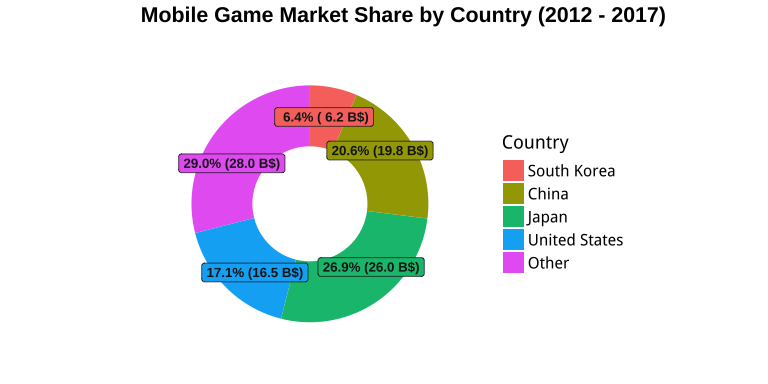 Mobile Game Market Share by Country (2012 - 2017)
6.4% ( 6.2 B$)
20.6% (19.8 B$)
29.0% (28.0 B$)
26.9% (26.0 B$)
17.1% (16.5 B$)
Country
South Korea
China
Japan
United States
Other